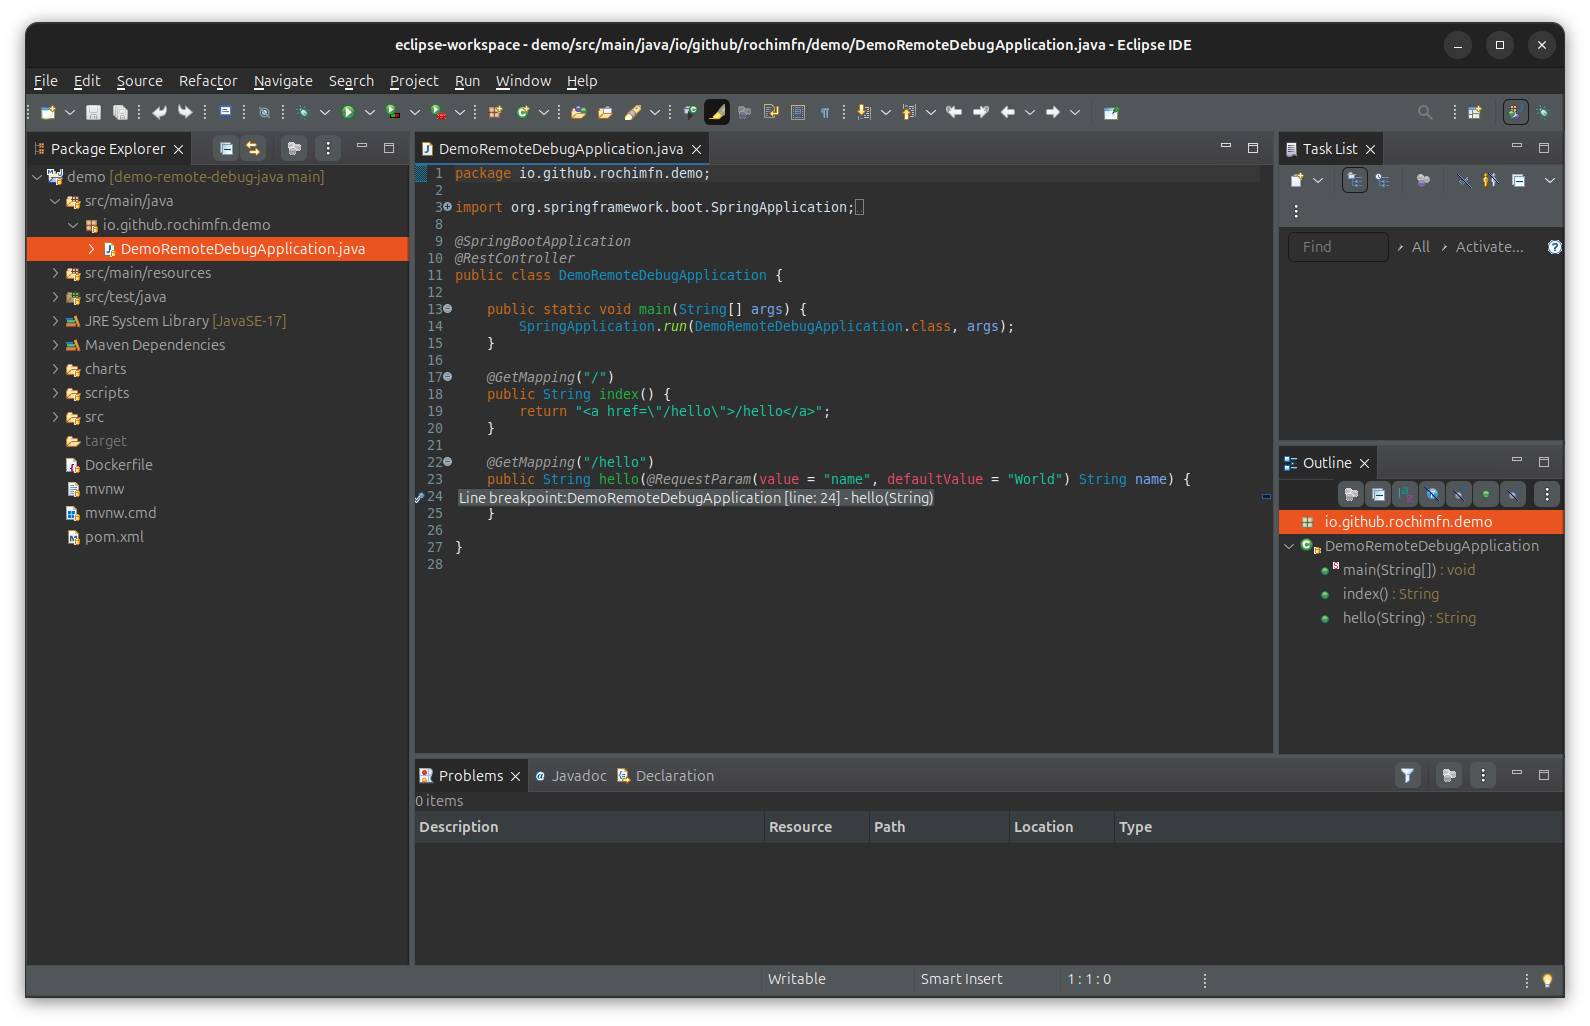 eclipse-workspace - demo/src/main/java/io/github/rochimfn/demo/DemoRemoteDebugApplication.java - Eclipse IDE
File Edit Source Refactor Navigate Search Project Run Window Help
Package Explorer
demo [demo-remote-debug-java main]
src/main/java
io.github.rochimfn.demo
DemoRemoteDebugApplication.java
src/main/resources
src/test/java
JRE System Library [JavaSE-17]
Maven Dependencies
charts
scripts
src
target
Dockerfile
mvnw
mvnw.cmd
pom.xml
DemoRemoteDebugApplication.java
1 package io.github.rochimfn.demo;
2
3 import org.springframework.boot.SpringApplication;
8
9 @SpringBootApplication
10 @RestController
11 public class DemoRemoteDebugApplication {
12
13 public static void main(String[] args) {
14 SpringApplication.run(DemoRemoteDebugApplication.class, args);
15 }
16
17 @GetMapping("/")
18 public String index() {
19 return "<a href=\"/hello\">/hello</a>";
20 }
21
22 @GetMapping("/hello")
23 public String hello(@RequestParam(value = "name", defaultValue = "World") String name) {
24 Line breakpoint:DemoRemoteDebugApplication [line: 24] - hello(String)
25 }
26
27 }
28
Task List
Find All Activate...
Outline
io.github.rochimfn.demo
DemoRemoteDebugApplication
main(String[]) : void
index() : String
hello(String) : String
Problems Javadoc Declaration
0 items
Description Resource Path Location Type
Writable Smart Insert 1 : 1 : 0